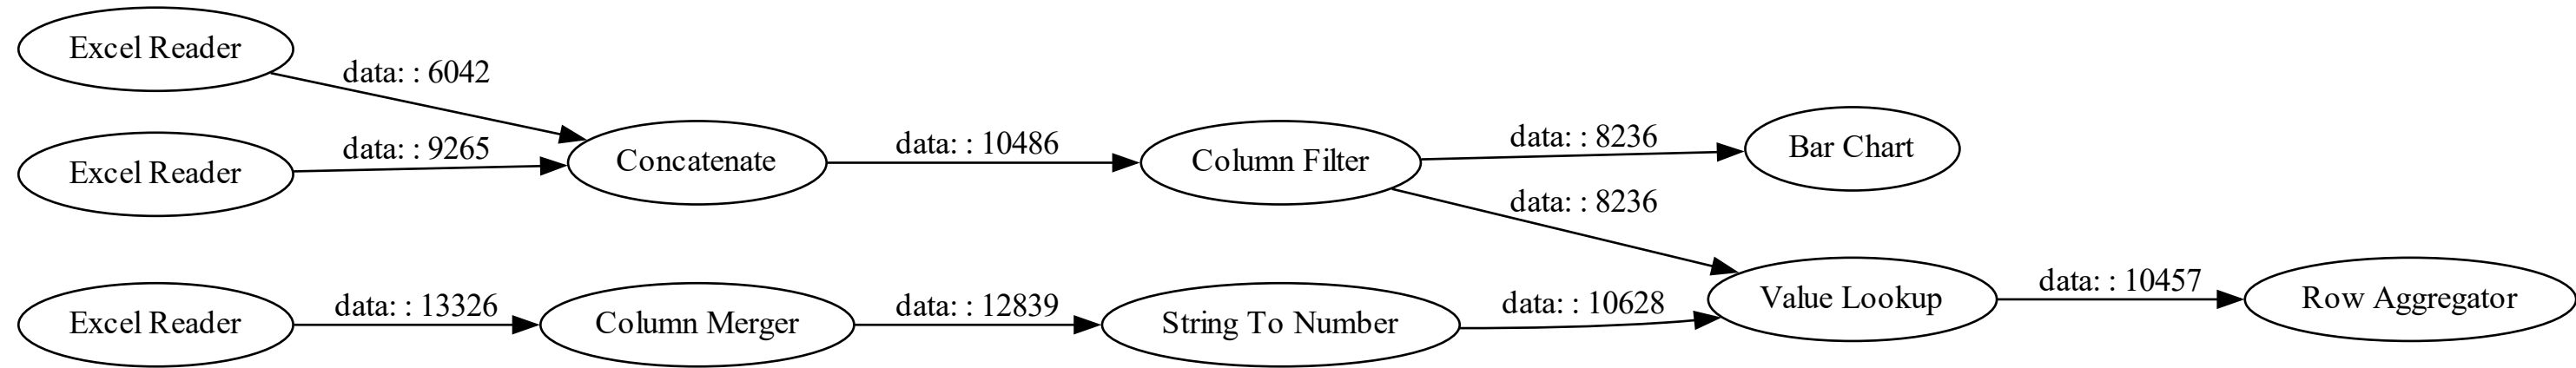 Excel Reader
data: : 6042
Excel Reader
data: : 9265
Concatenate
data: : 10486
Column Filter
data: : 8236
Bar Chart
data: : 8236
Excel Reader
data: : 13326
Column Merger
data: : 12839
String To Number
data: : 10628
Value Lookup
data: : 10457
Row Aggregator